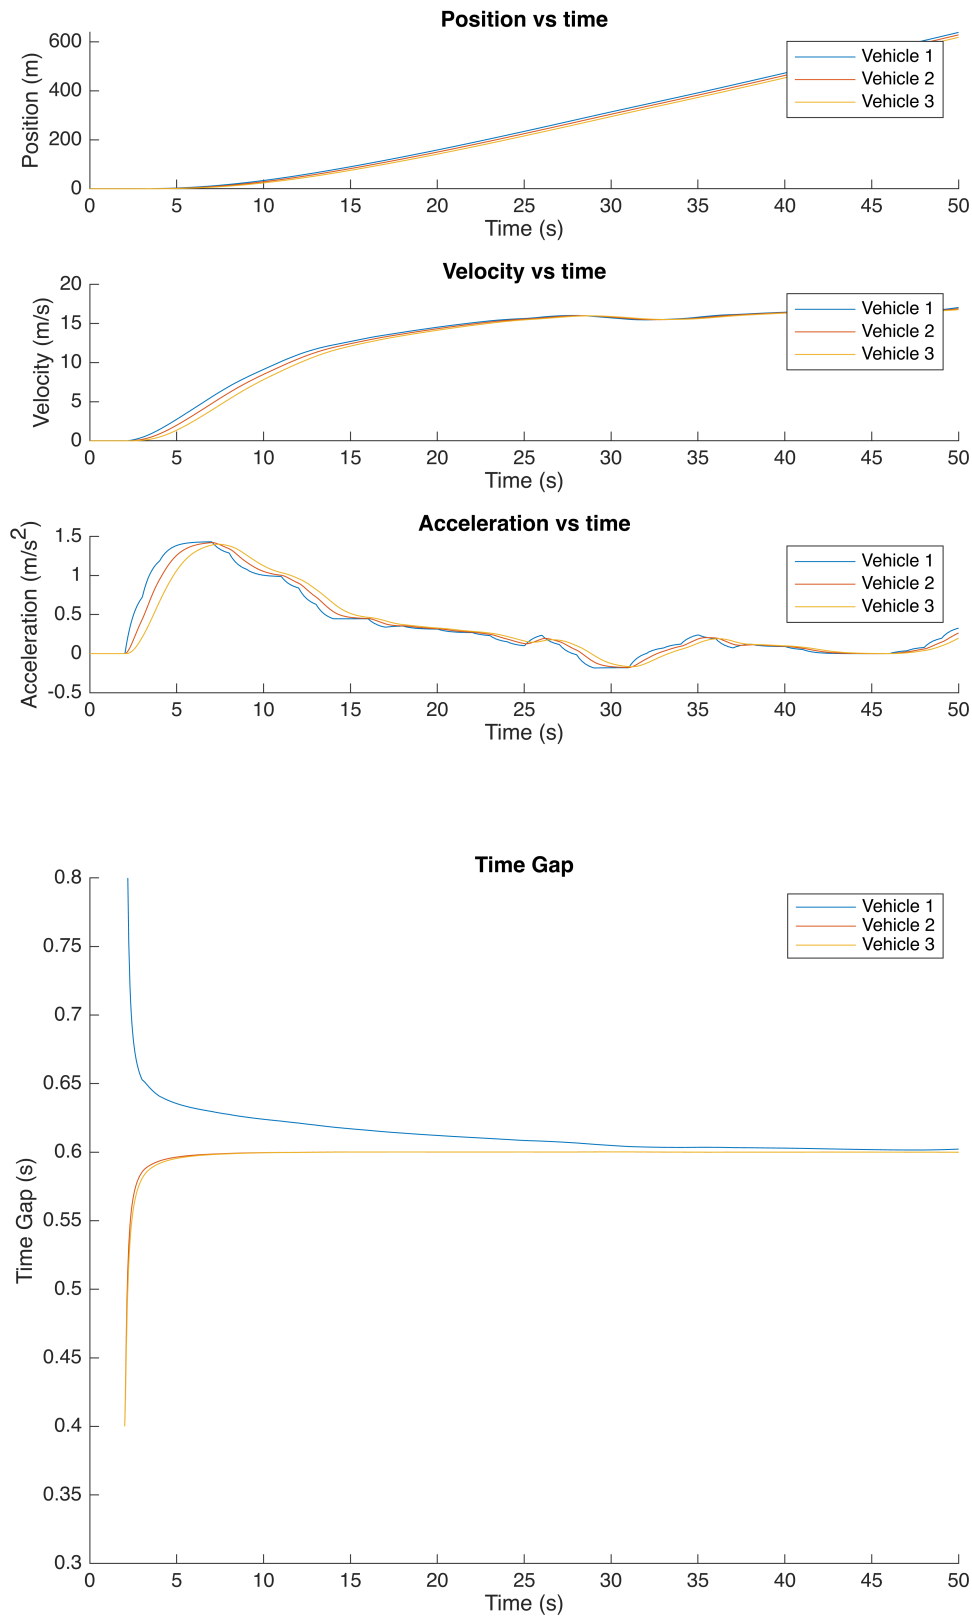 Position vs time
600
400
200
0
Position (m)
Vehicle 1
Vehicle 2
Vehicle 3
0 5 10 15 20 25 30 35 40 45 50
Time (s)
Velocity vs time
20
15
10
5
0
Velocity (m/s)
Vehicle 1
Vehicle 2
Vehicle 3
0 5 10 15 20 25 30 35 40 45 50
Time (s)
Acceleration vs time
1.5
1
0.5
0
-0.5
Acceleration (m/s²)
Vehicle 1
Vehicle 2
Vehicle 3
0 5 10 15 20 25 30 35 40 45 50
Time (s)
Time Gap
0.8
0.75
0.7
0.65
0.6
0.55
0.5
0.45
0.4
0.35
0.3
Time Gap (s)
Vehicle 1
Vehicle 2
Vehicle 3
0 5 10 15 20 25 30 35 40 45 50
Time (s)